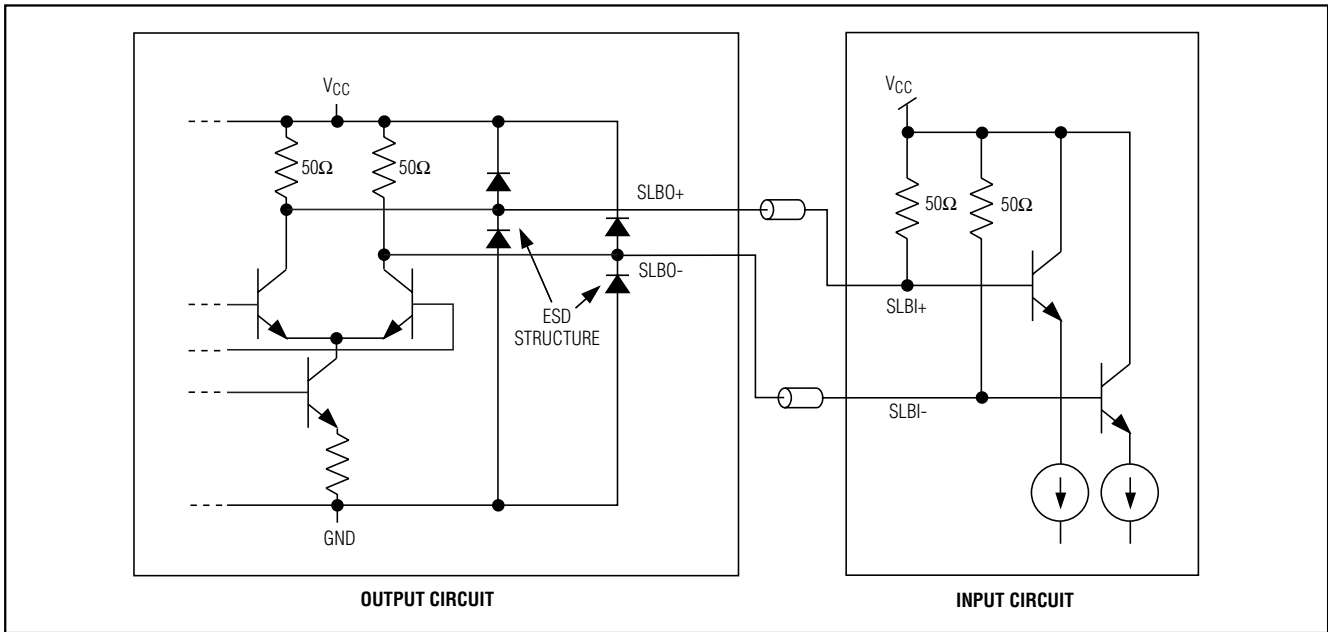 VCC
50Ω
50Ω
SLBO+
SLBO-
ESD
STRUCTURE
GND
OUTPUT CIRCUIT
VCC
50Ω
50Ω
SLBI+
SLBI-
INPUT CIRCUIT